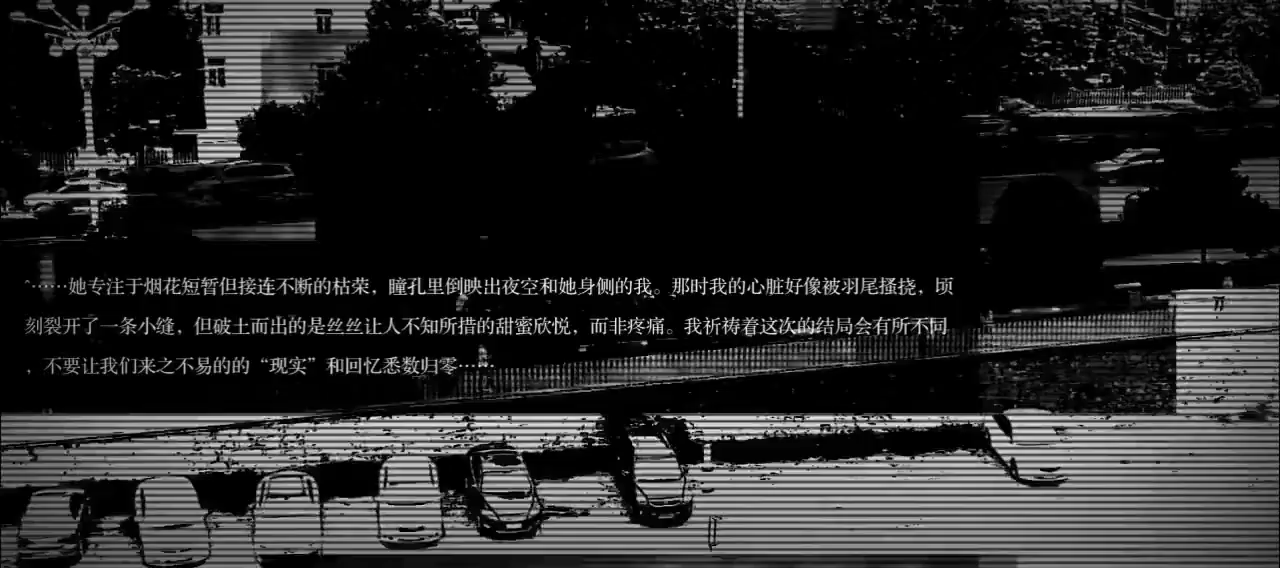 ……她专注于烟花短暂但接连不断的枯荣，瞳孔里倒映出夜空和她身侧的我。那时我的心脏好像被羽尾搔挠，顷
刻裂开了一条小缝，但破土而出的是丝丝让人不知所措的甜蜜欣悦，而非疼痛。我祈祷着这次的结局会有所不同
，不要让我们来之不易的的“现实”和回忆悉数归零……